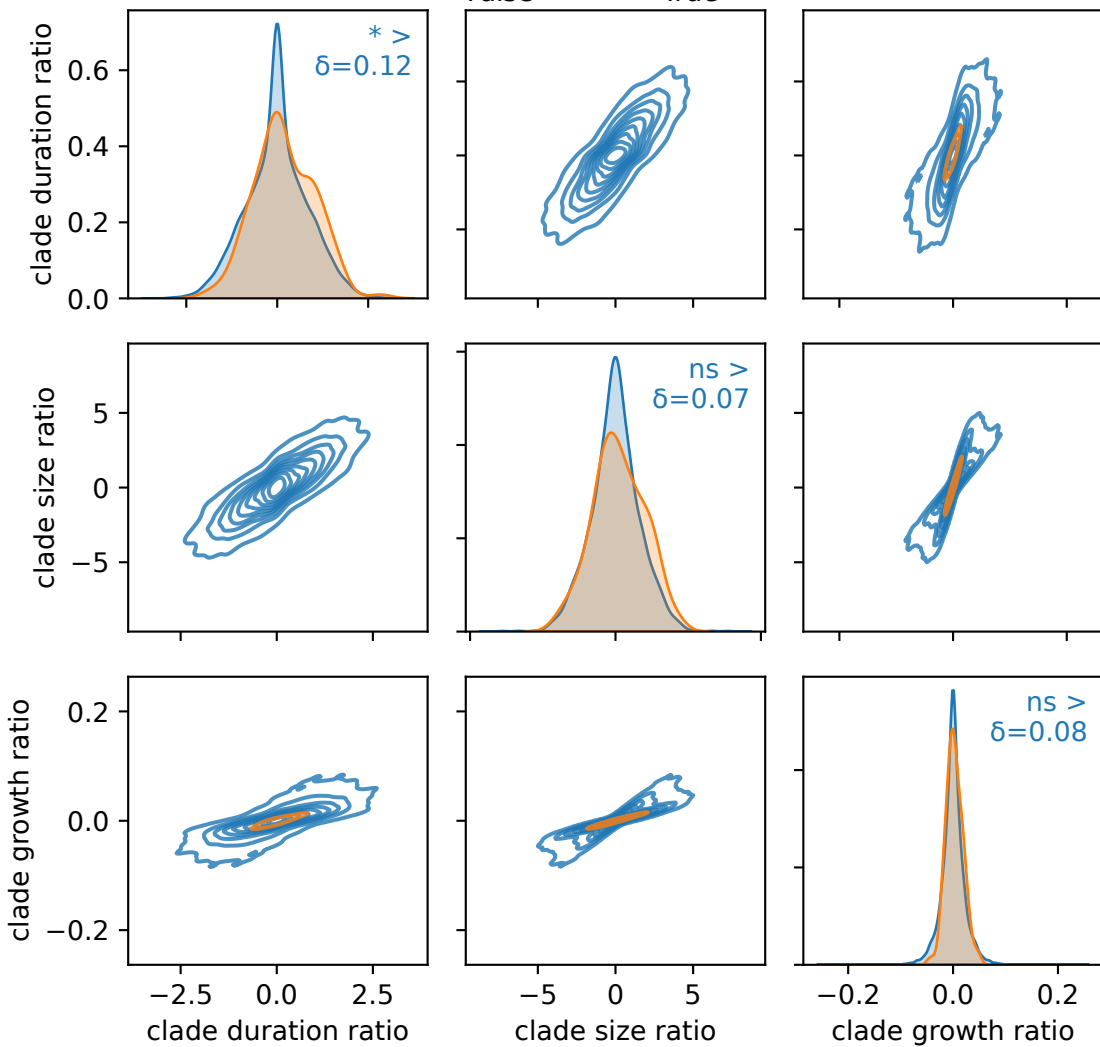 clade duration ratio
0.6
0.4
0.2
0.0
* >
δ=0.12
clade size ratio
5
0
−5
ns >
δ=0.07
clade growth ratio
0.2
0.0
−0.2
ns >
δ=0.08
−2.5 0.0 2.5
−5 0 5
−0.2 0.0 0.2
clade duration ratio
clade size ratio
clade growth ratio